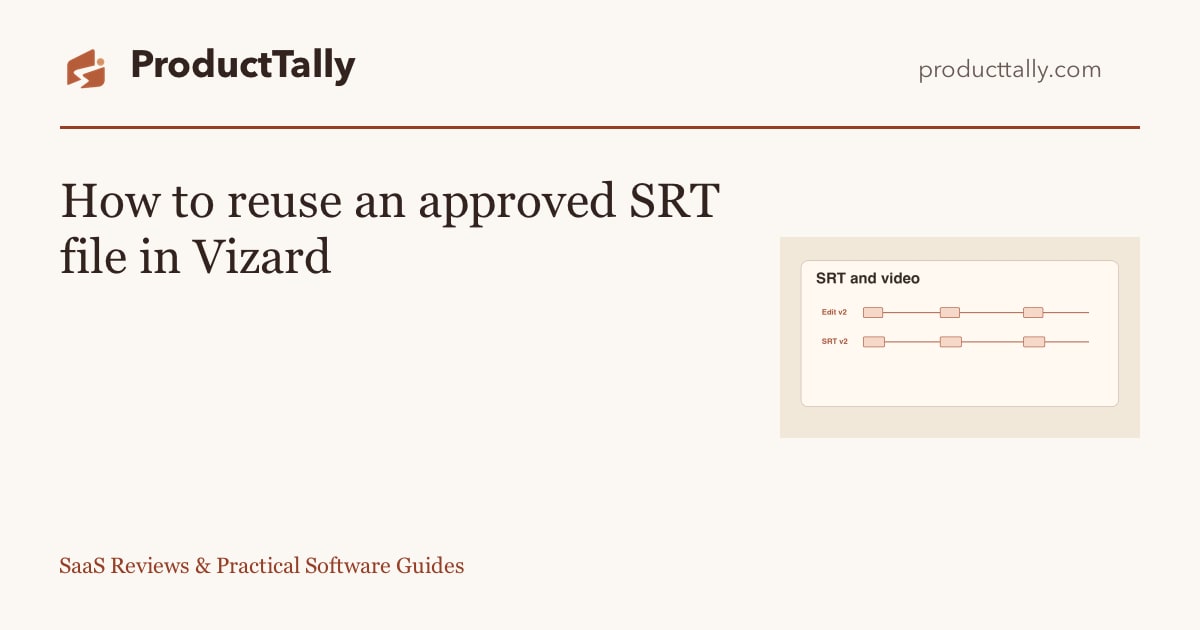 ProductTally
producttally.com
How to reuse an approved SRT
file in Vizard
SRT and video
Edit v2
SRT v2
SaaS Reviews & Practical Software Guides